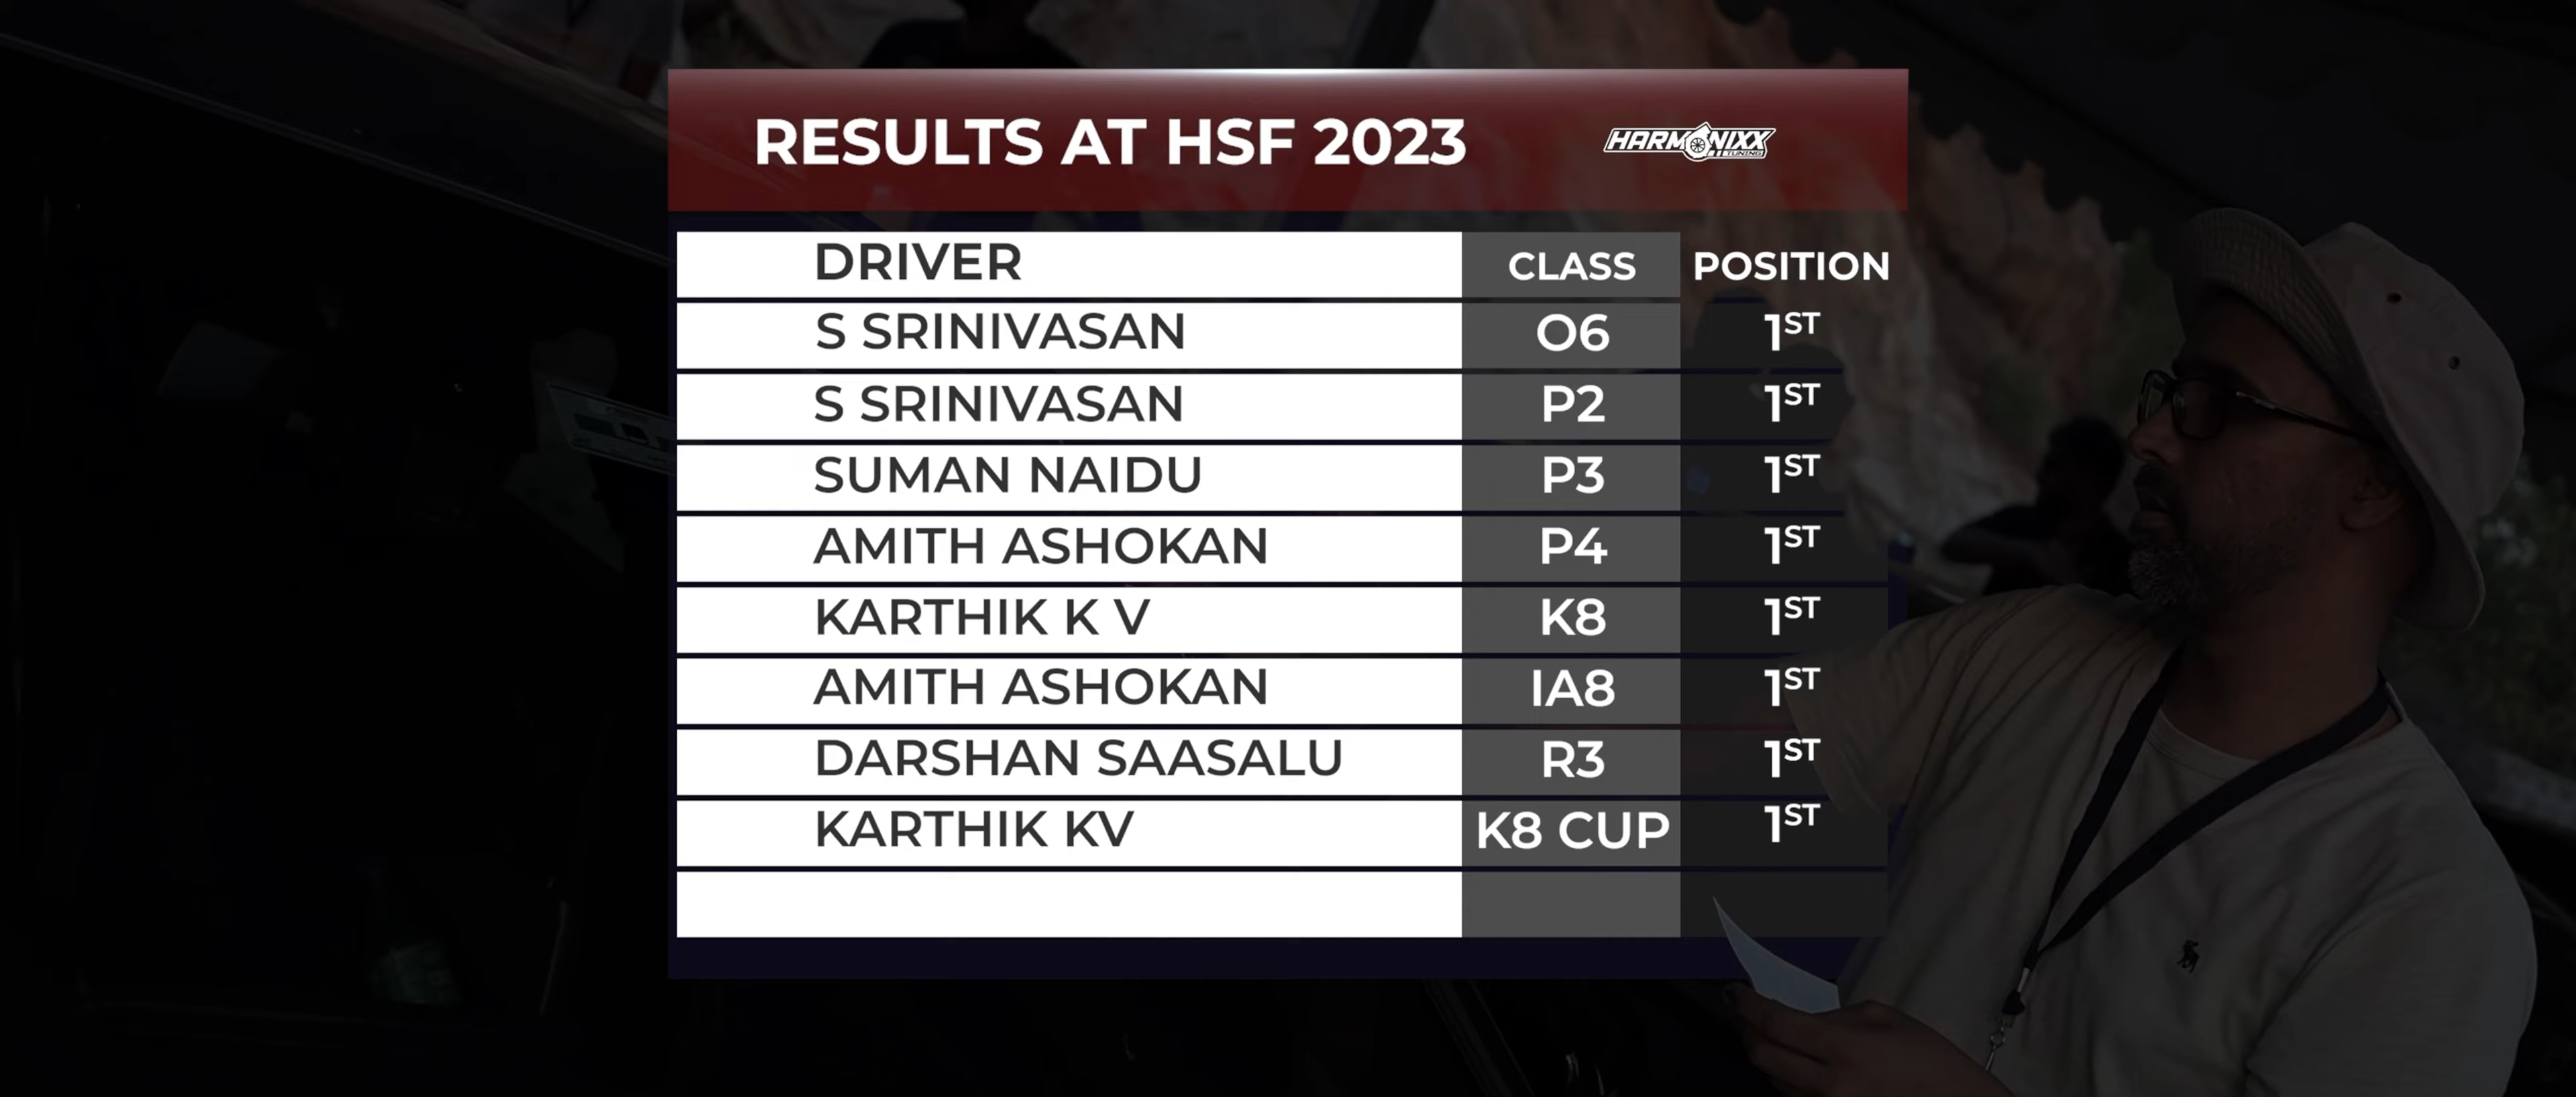 RESULTS AT HSF 2023
HARMONIXX
TUNING
DRIVER CLASS POSITION
S SRINIVASAN O6 1ST
S SRINIVASAN P2 1ST
SUMAN NAIDU P3 1ST
AMITH ASHOKAN P4 1ST
KARTHIK K V K8 1ST
AMITH ASHOKAN IA8 1ST
DARSHAN SAASALU R3 1ST
KARTHIK KV K8 CUP 1ST